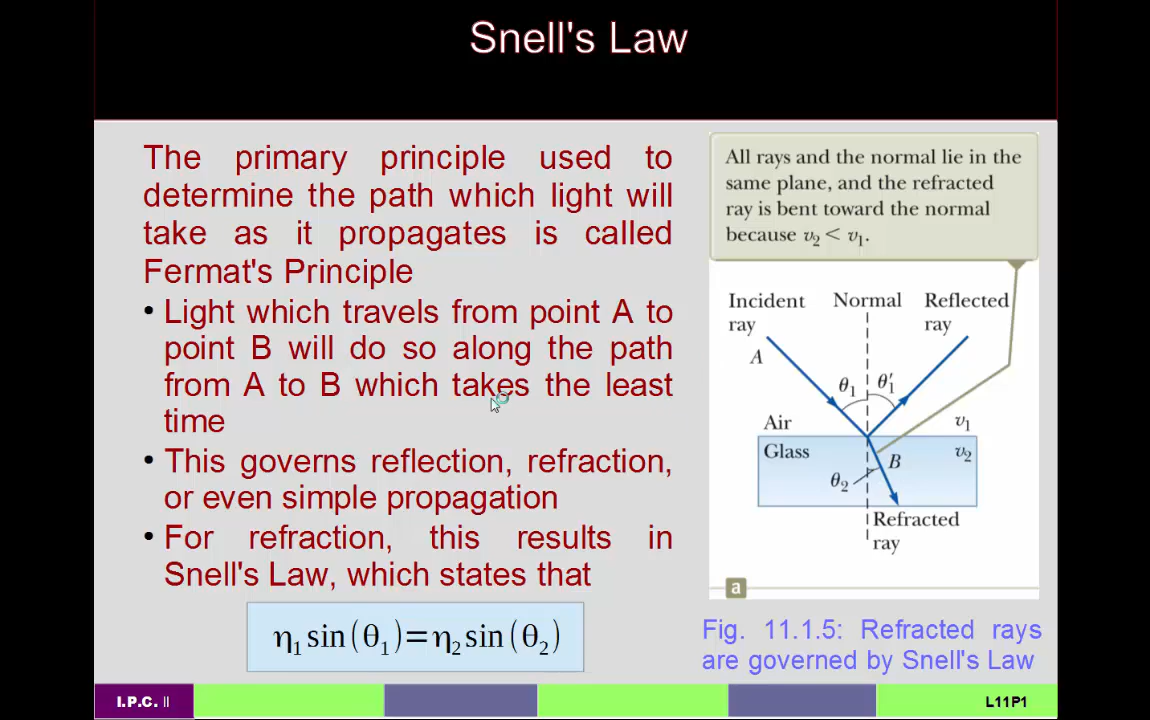 Snell's Law
The primary principle used to
determine the path which light will
take as it propagates is called
Fermat's Principle
• Light which travels from point A to
point B will do so along the path
from A to B which takes the least
time
• This governs reflection, refraction,
or even simple propagation
• For refraction, this results in
Snell's Law, which states that
η₁ sin(θ₁)=η₂ sin(θ₂)
All rays and the normal lie in the
same plane, and the refracted
ray is bent toward the normal
because v₂ < v₁.
Incident
ray
Normal
Reflected
ray
A
θ₁
θ′₁
Air
v₁
Glass
v₂
B
θ₂
Refracted
ray
a
Fig. 11.1.5: Refracted rays
are governed by Snell's Law
I.P.C. II
L11P1